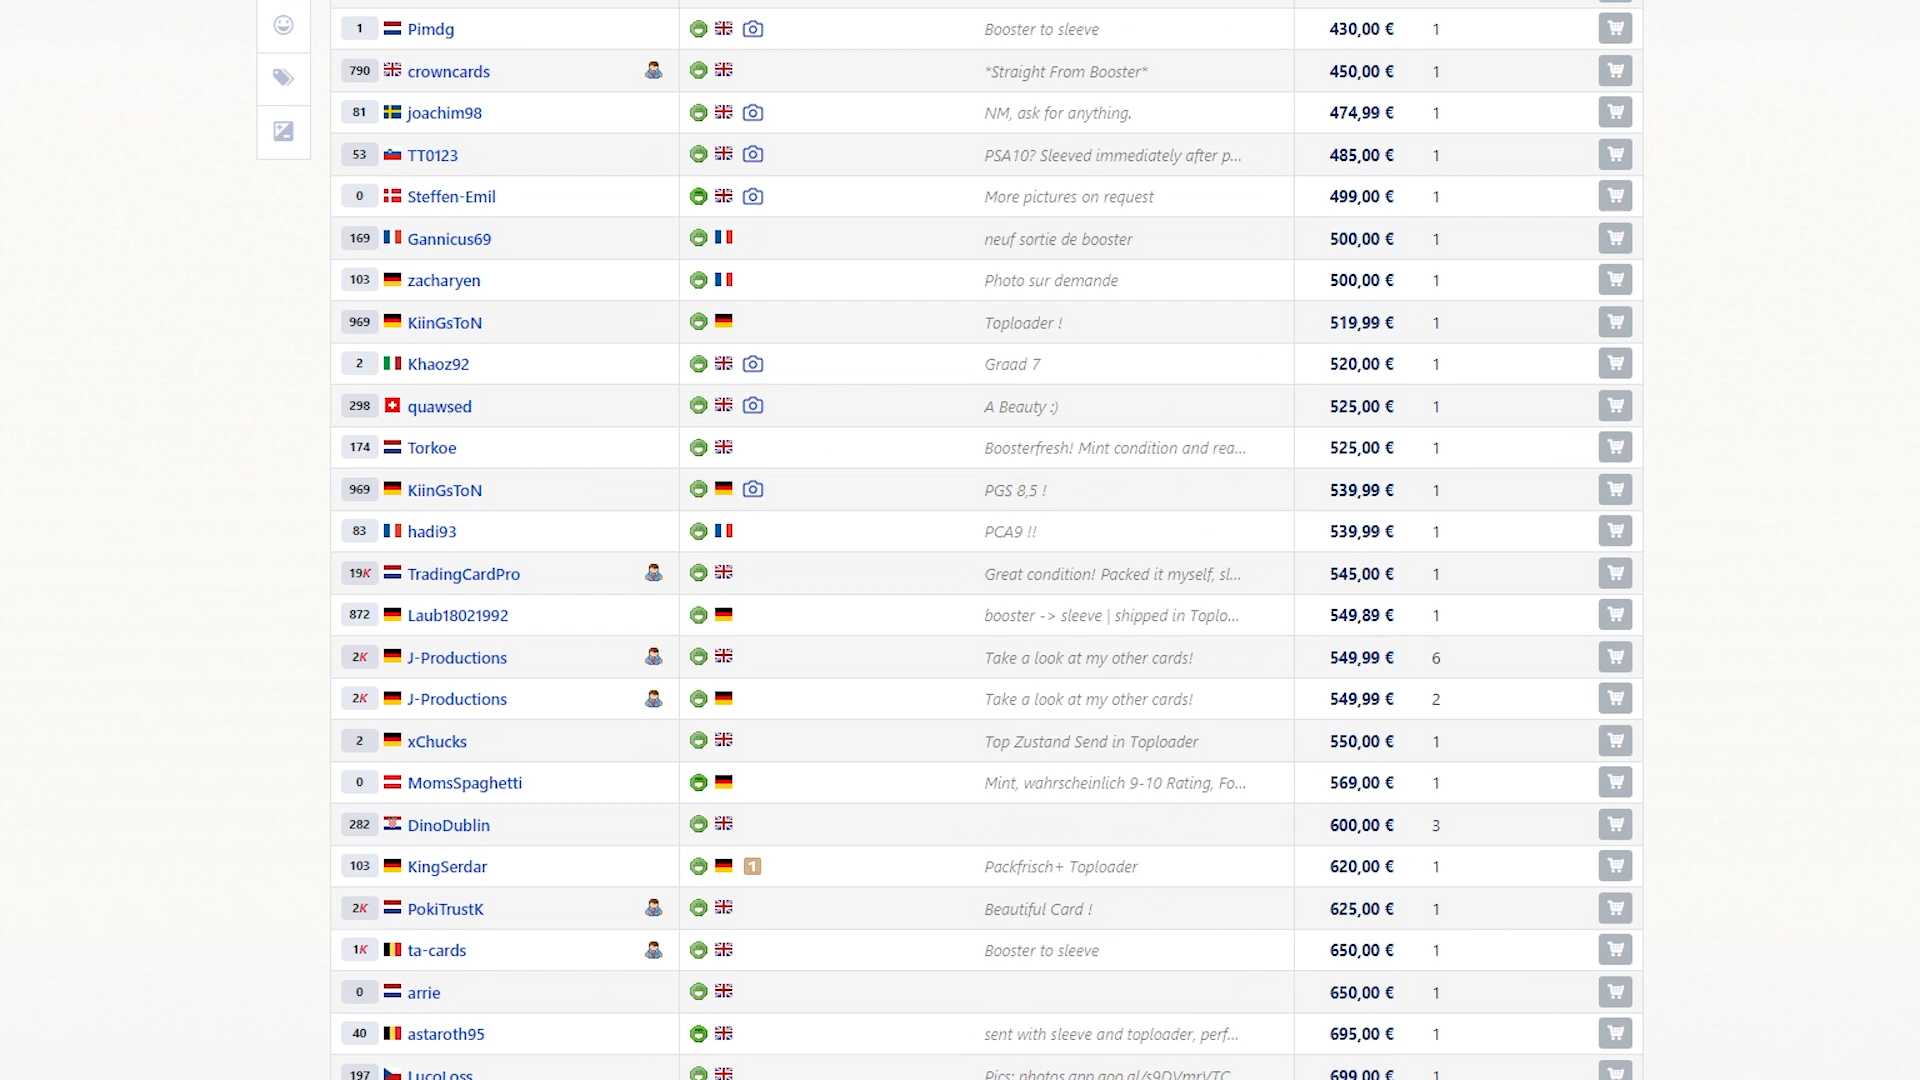 1 Pimdg Booster to sleeve 430,00 € 1
790 crowncards *Straight From Booster* 450,00 € 1
81 joachim98 NM, ask for anything. 474,99 € 1
53 TT0123 PSA10? Sleeved immediately after p... 485,00 € 1
0 Steffen-Emil More pictures on request 499,00 € 1
169 Gannicus69 neuf sortie de booster 500,00 € 1
103 zacharyen Photo sur demande 500,00 € 1
969 KiinGsToN Toploader ! 519,99 € 1
2 Khaoz92 Graad 7 520,00 € 1
298 quawsed A Beauty :) 525,00 € 1
174 Torkoe Boosterfresh! Mint condition and rea... 525,00 € 1
969 KiinGsToN PGS 8,5 ! 539,99 € 1
83 hadi93 PCA9 !! 539,99 € 1
19K TradingCardPro Great condition! Packed it myself, sl... 545,00 € 1
872 Laub18021992 booster -> sleeve | shipped in Toplo... 549,89 € 1
2K J-Productions Take a look at my other cards! 549,99 € 6
2K J-Productions Take a look at my other cards! 549,99 € 2
2 xChucks Top Zustand Send in Toploader 550,00 € 1
0 MomsSpaghetti Mint, wahrscheinlich 9-10 Rating, Fo... 569,00 € 1
282 DinoDublin 600,00 € 3
103 KingSerdar 1 Packfrisch+ Toploader 620,00 € 1
2K PokiTrustK Beautiful Card ! 625,00 € 1
1K ta-cards Booster to sleeve 650,00 € 1
0 arrie 650,00 € 1
40 astaroth95 sent with sleeve and toploader, perf... 695,00 € 1
197 LucoLoss Pics: photos.app.goo.gl/s9DVmrVTC 699,00 € 1